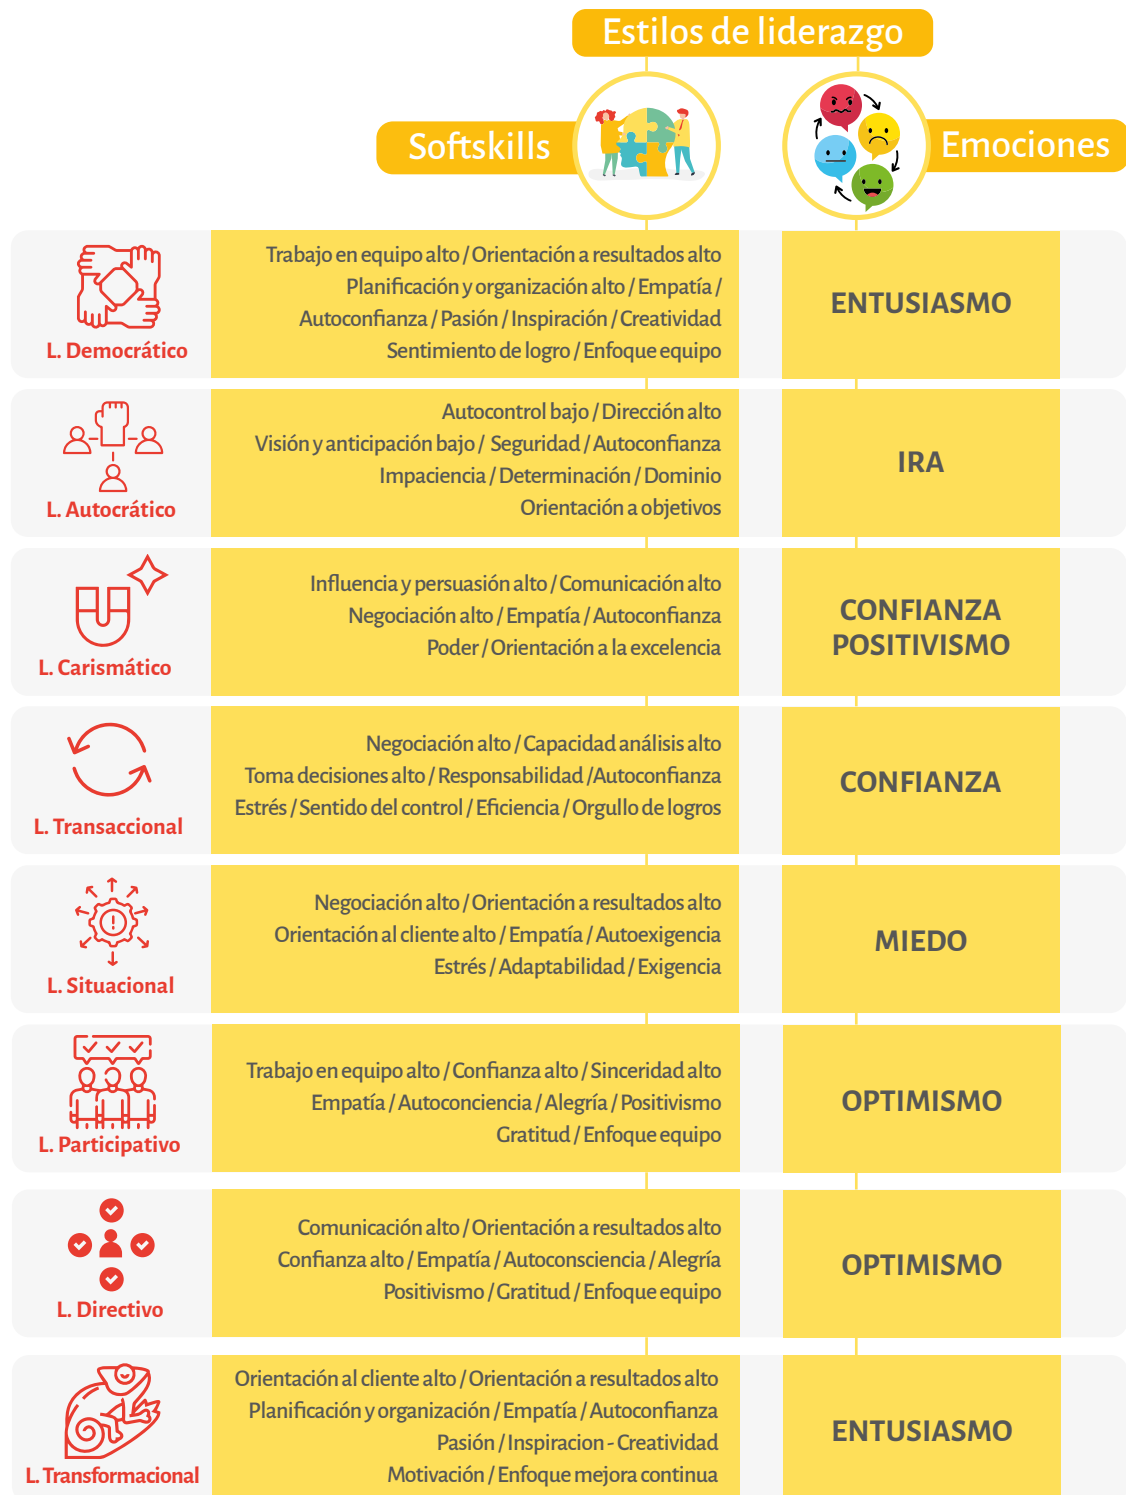 Estilos de liderazgo
Softskills
Emociones
Trabajo en equipo alto / Orientación a resultados alto
Planificación y organización alto / Empatía /
Autoconfianza / Pasión / Inspiración / Creatividad
Sentimiento de logro / Enfoque equipo
L. Democrático
ENTUSIASMO
Autocontrol bajo / Dirección alto
Visión y anticipación bajo / Seguridad / Autoconfianza
Impaciencia / Determinación / Dominio
Orientación a objetivos
L. Autocrático
IRA
Influencia y persuasión alto / Comunicación alto
Negociación alto / Empatía / Autoconfianza
Poder / Orientación a la excelencia
L. Carismático
CONFIANZA
POSITIVISMO
Negociación alto / Capacidad análisis alto
Toma decisiones alto / Responsabilidad /Autoconfianza
Estrés / Sentido del control / Eficiencia / Orgullo de logros
L. Transaccional
CONFIANZA
Negociación alto / Orientación a resultados alto
Orientación al cliente alto / Empatía / Autoexigencia
Estrés / Adaptabilidad / Exigencia
L. Situacional
MIEDO
Trabajo en equipo alto / Confianza alto / Sinceridad alto
Empatía / Autoconciencia / Alegría / Positivismo
Gratitud / Enfoque equipo
L. Participativo
OPTIMISMO
Comunicación alto / Orientación a resultados alto
Confianza alto / Empatía / Autoconsciencia / Alegría
Positivismo / Gratitud / Enfoque equipo
L. Directivo
OPTIMISMO
Orientación al cliente alto / Orientación a resultados alto
Planificación y organización / Empatía / Autoconfianza
Pasión / Inspiracion - Creatividad
Motivación / Enfoque mejora continua
L. Transformacional
ENTUSIASMO